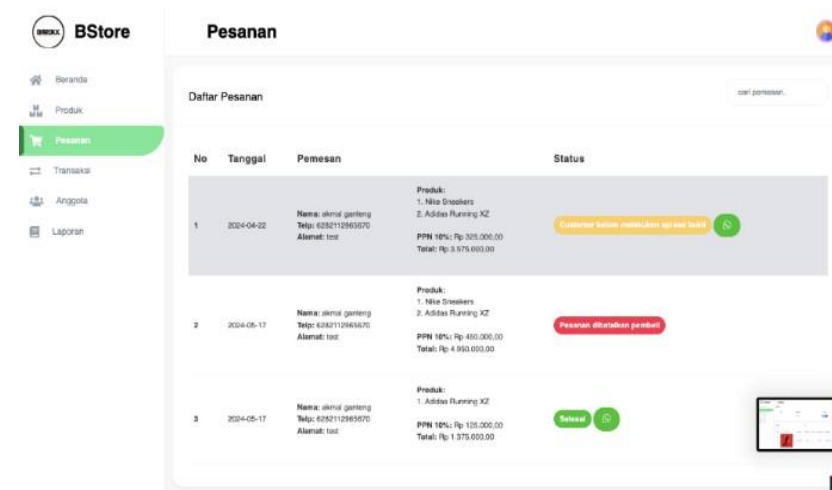 BStore
Pesanan
Beranda
Produk
Pesanan
Transaksi
Anggota
Laporan
Daftar Pesanan
cari pemesan..
No Tanggal Pemesan Status
1 2024-04-22
Nama: akmal ganteng
Telp: 6282112965670
Alamat: test
Produk:
1. Nike Sneakers
2. Adidas Running XZ
PPN 10%: Rp 325.000,00
Total: Rp 3.575.000,00
Customer belum melakukan upload bukti
2 2024-05-17
Nama: akmal ganteng
Telp: 6282112965670
Alamat: test
Produk:
1. Nike Sneakers
2. Adidas Running XZ
PPN 10%: Rp 450.000,00
Total: Rp 4.950.000,00
Pesanan dibatalkan pembeli
3 2024-05-17
Nama: akmal ganteng
Telp: 6282112965670
Alamat: test
Produk:
1. Adidas Running XZ
PPN 10%: Rp 125.000,00
Total: Rp 1.375.000,00
Selesai